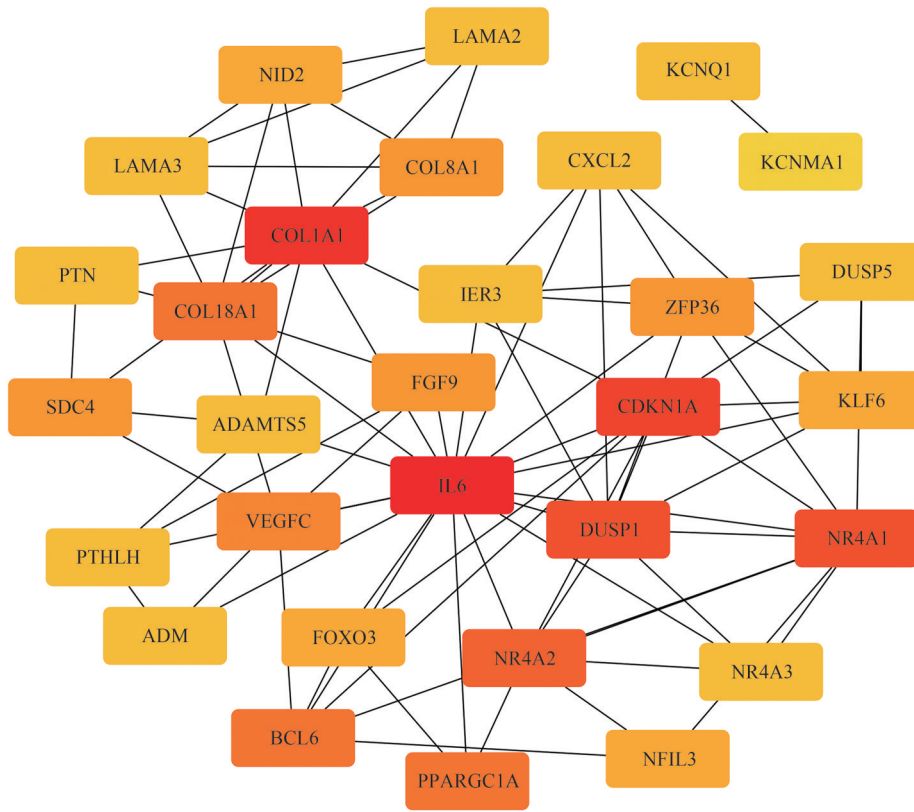 LAMA2
NID2
KCNQ1
LAMA3
COL8A1
CXCL2
KCNMA1
COL1A1
PTN
IER3
DUSP5
COL18A1
ZFP36
FGF9
SDC4
CDKN1A
KLF6
ADAMTS5
IL6
VEGFC
DUSP1
NR4A1
PTHLH
ADM
FOXO3
NR4A2
NR4A3
BCL6
NFIL3
PPARGC1A